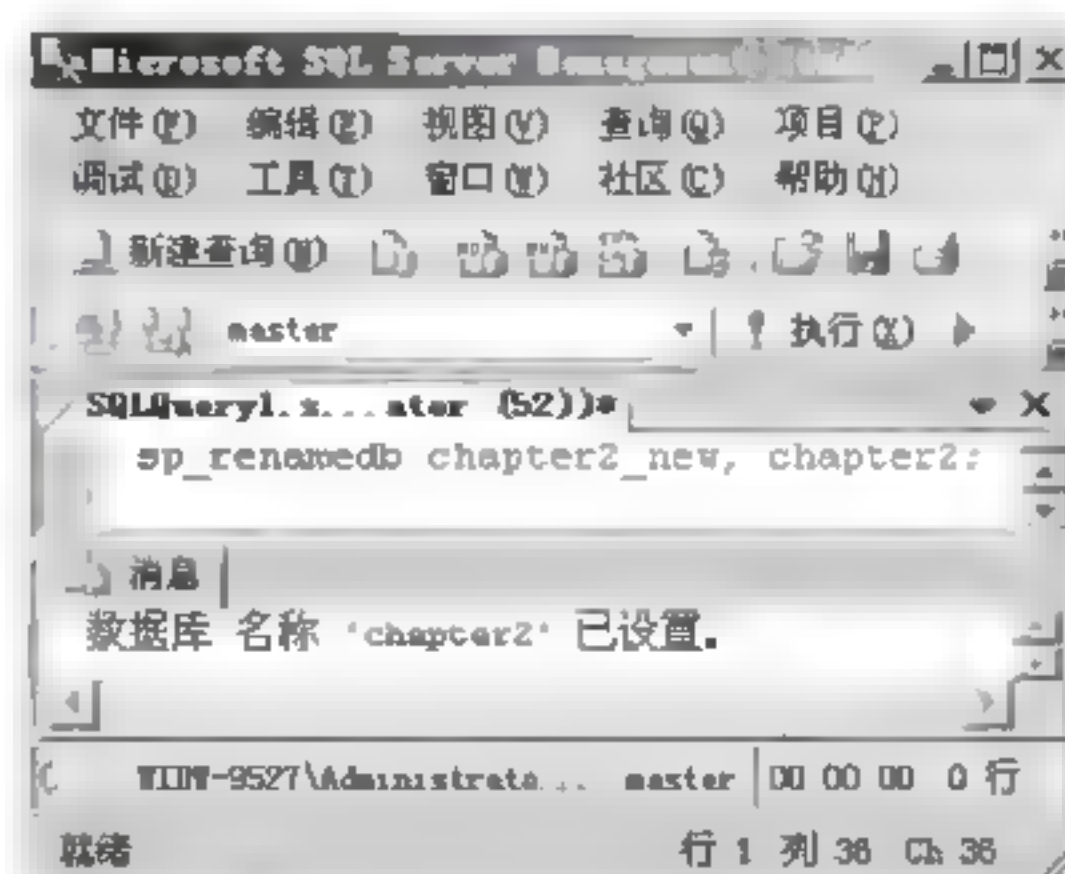 Microsoft SQL Server Management
文件(F) 编辑(E) 视图(V) 查询(Q) 项目(P)
调试(D) 工具(T) 窗口(W) 社区(C) 帮助(H)
新建查询(N)
master 执行(X)
SQLQuery1.s...ster (52))*
sp_renamedb chapter2_new, chapter2;
消息
数据库 名称 'chapter2' 已设置。
master 00 00 00 0 行
就绪 行 1 列 36 Ch 36